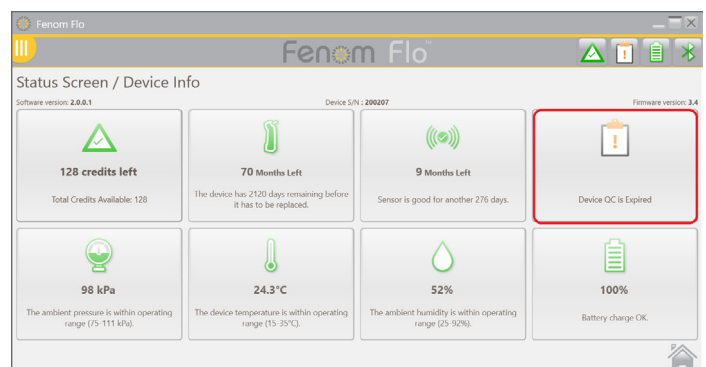 Fenom Flo
Fenom Flo
Status Screen / Device Info
Software version: 2.0.0.1 Device S/N : 200207 Firmware version: 3.4
128 credits left
Total Credits Available: 128
70 Months Left
The device has 2120 days remaining before
it has to be replaced.
9 Months Left
Sensor is good for another 276 days.
Device QC is Expired
98 kPa
The ambient pressure is within operating
range (75-111 kPa).
24.3°C
The device temperature is within operating
range (15-35°C).
52%
The ambient humidity is within operating
range (25-92%).
100%
Battery charge OK.